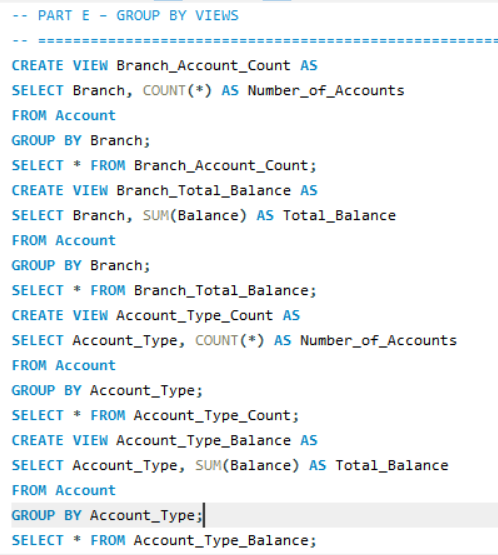 -- PART E – GROUP BY VIEWS
-- =====================================================
CREATE VIEW Branch_Account_Count AS
SELECT Branch, COUNT(*) AS Number_of_Accounts
FROM Account
GROUP BY Branch;
SELECT * FROM Branch_Account_Count;
CREATE VIEW Branch_Total_Balance AS
SELECT Branch, SUM(Balance) AS Total_Balance
FROM Account
GROUP BY Branch;
SELECT * FROM Branch_Total_Balance;
CREATE VIEW Account_Type_Count AS
SELECT Account_Type, COUNT(*) AS Number_of_Accounts
FROM Account
GROUP BY Account_Type;
SELECT * FROM Account_Type_Count;
CREATE VIEW Account_Type_Balance AS
SELECT Account_Type, SUM(Balance) AS Total_Balance
FROM Account
GROUP BY Account_Type;
SELECT * FROM Account_Type_Balance;